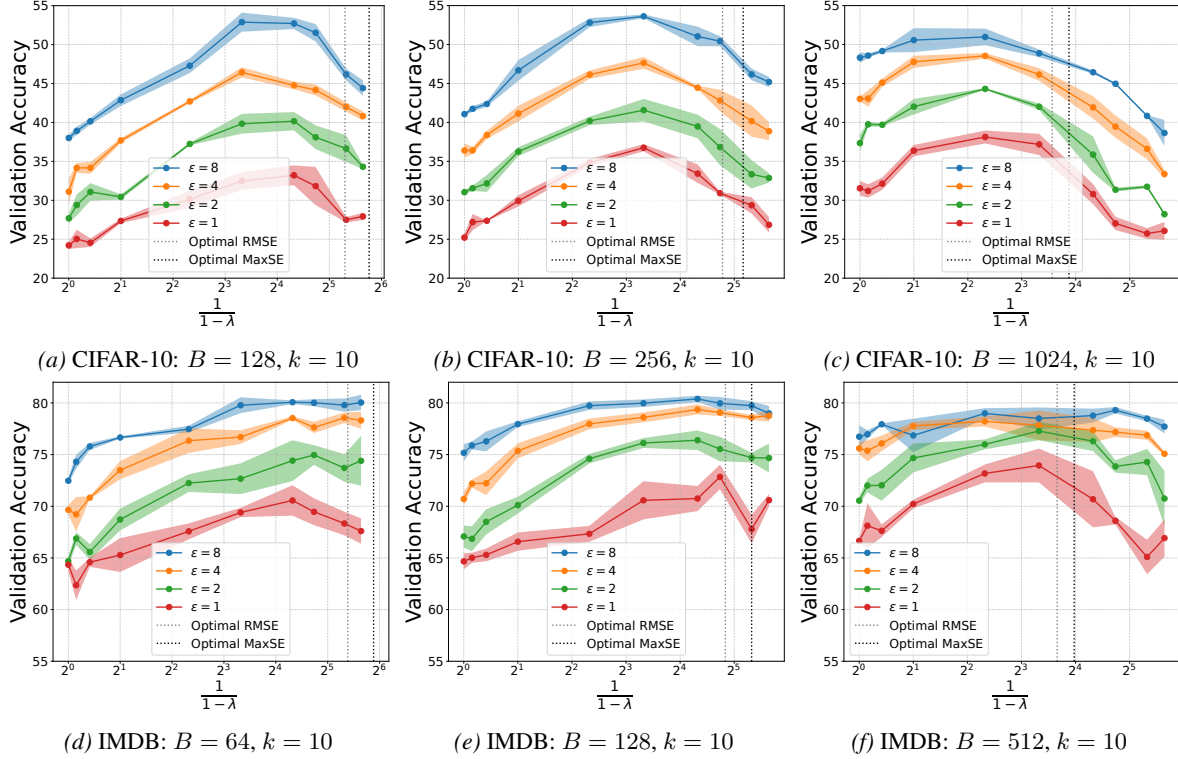 55
50
45
40
35
30
25
20
Validation Accuracy
ε = 8
ε = 4
ε = 2
ε = 1
Optimal RMSE
Optimal MaxSE
2^0 2^1 2^2 2^3 2^4 2^5 2^6
1/(1 − λ)
(a) CIFAR-10: B = 128, k = 10
55
50
45
40
35
30
25
20
Validation Accuracy
ε = 8
ε = 4
ε = 2
ε = 1
Optimal RMSE
Optimal MaxSE
2^0 2^1 2^2 2^3 2^4 2^5
1/(1 − λ)
(b) CIFAR-10: B = 256, k = 10
55
50
45
40
35
30
25
20
Validation Accuracy
ε = 8
ε = 4
ε = 2
ε = 1
Optimal RMSE
Optimal MaxSE
2^0 2^1 2^2 2^3 2^4 2^5
1/(1 − λ)
(c) CIFAR-10: B = 1024, k = 10
80
75
70
65
60
55
Validation Accuracy
ε = 8
ε = 4
ε = 2
ε = 1
Optimal RMSE
Optimal MaxSE
2^0 2^1 2^2 2^3 2^4 2^5 2^6
1/(1 − λ)
(d) IMDB: B = 64, k = 10
80
75
70
65
60
55
Validation Accuracy
ε = 8
ε = 4
ε = 2
ε = 1
Optimal RMSE
Optimal MaxSE
2^0 2^1 2^2 2^3 2^4 2^5
1/(1 − λ)
(e) IMDB: B = 128, k = 10
80
75
70
65
60
55
Validation Accuracy
ε = 8
ε = 4
ε = 2
ε = 1
Optimal RMSE
Optimal MaxSE
2^0 2^1 2^2 2^3 2^4 2^5
1/(1 − λ)
(f) IMDB: B = 512, k = 10